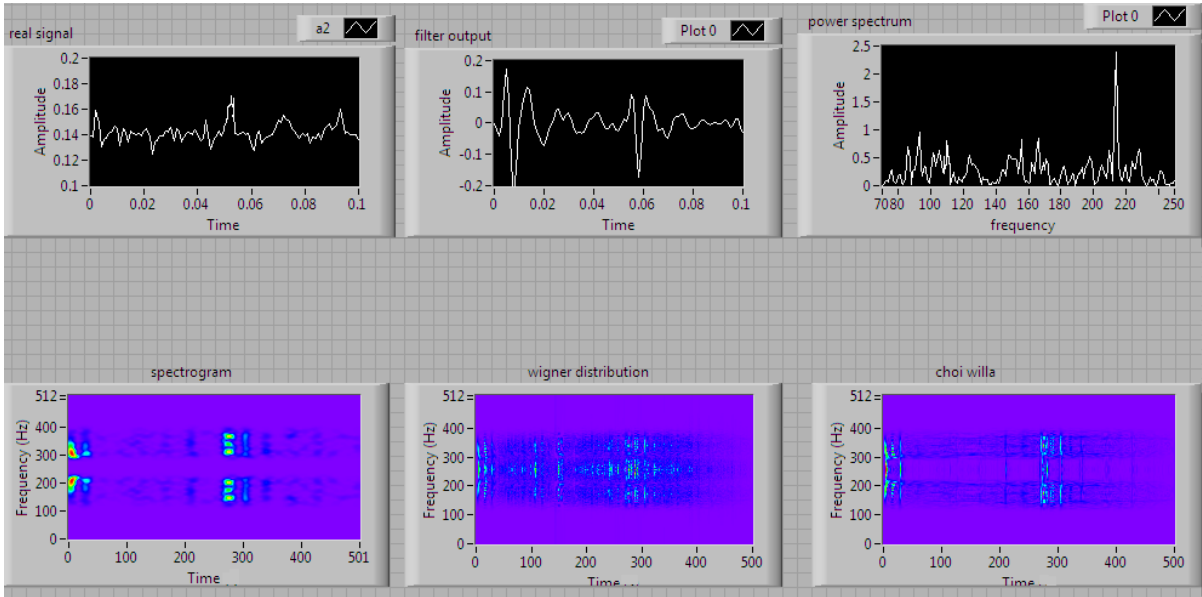 real signal
a2
Amplitude
0.2
0.18
0.16
0.14
0.12
0.1
0 0.02 0.04 0.06 0.08 0.1
Time
filter output
Plot 0
Amplitude
0.2
0.1
0
-0.1
-0.2
0 0.02 0.04 0.06 0.08 0.1
Time
power spectrum
Plot 0
Amplitude
2.5
2
1.5
1
0.5
0
70 80 100 120 140 160 180 200 220 250
frequency
spectrogram
Frequency (Hz)
512
400
300
200
100
0
0 100 200 300 400 501
Time
wigner distribution
Frequency (Hz)
512
400
300
200
100
0
0 100 200 300 400 500
Time
choi willa
Frequency (Hz)
512
400
300
200
100
0
0 100 200 300 400 500
Time